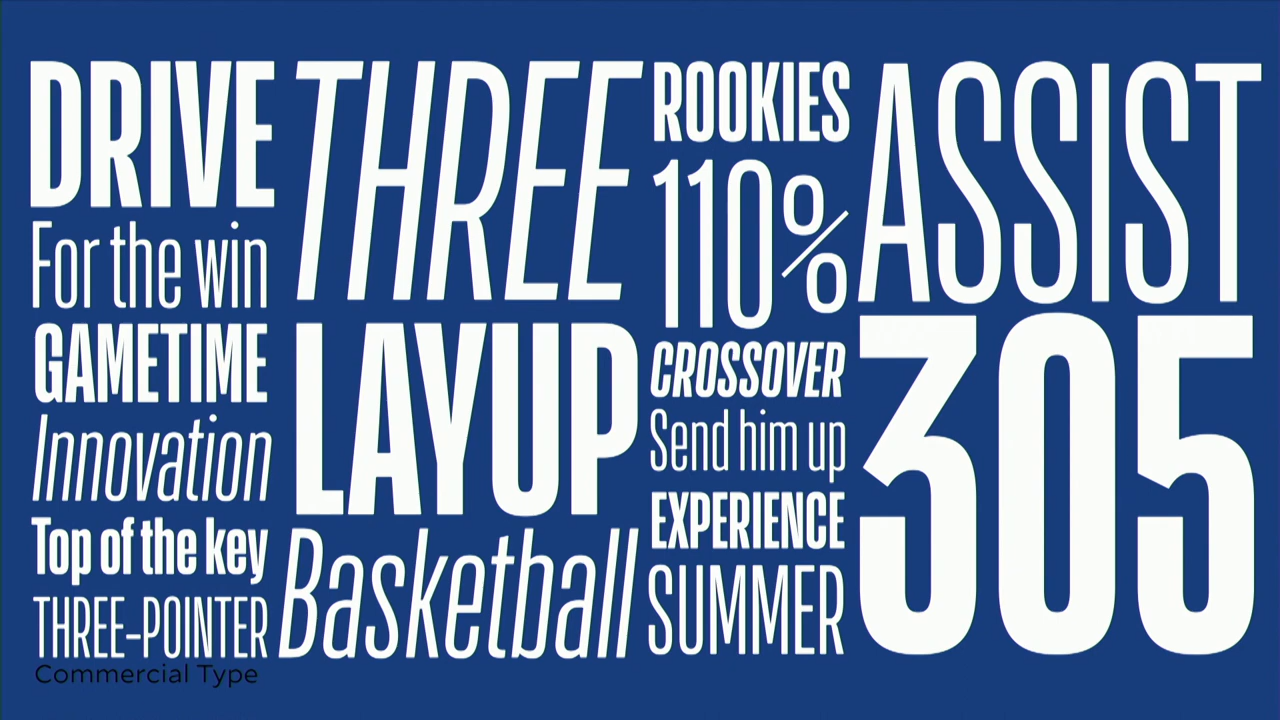 DRIVE
For the win
GAMETIME
Innovation
Top of the key
THREE-POINTER
Commercial Type
THREE
LAYUP
Basketball
ROOKIES
110%
CROSSOVER
Send him up
EXPERIENCE
SUMMER
ASSIST
305